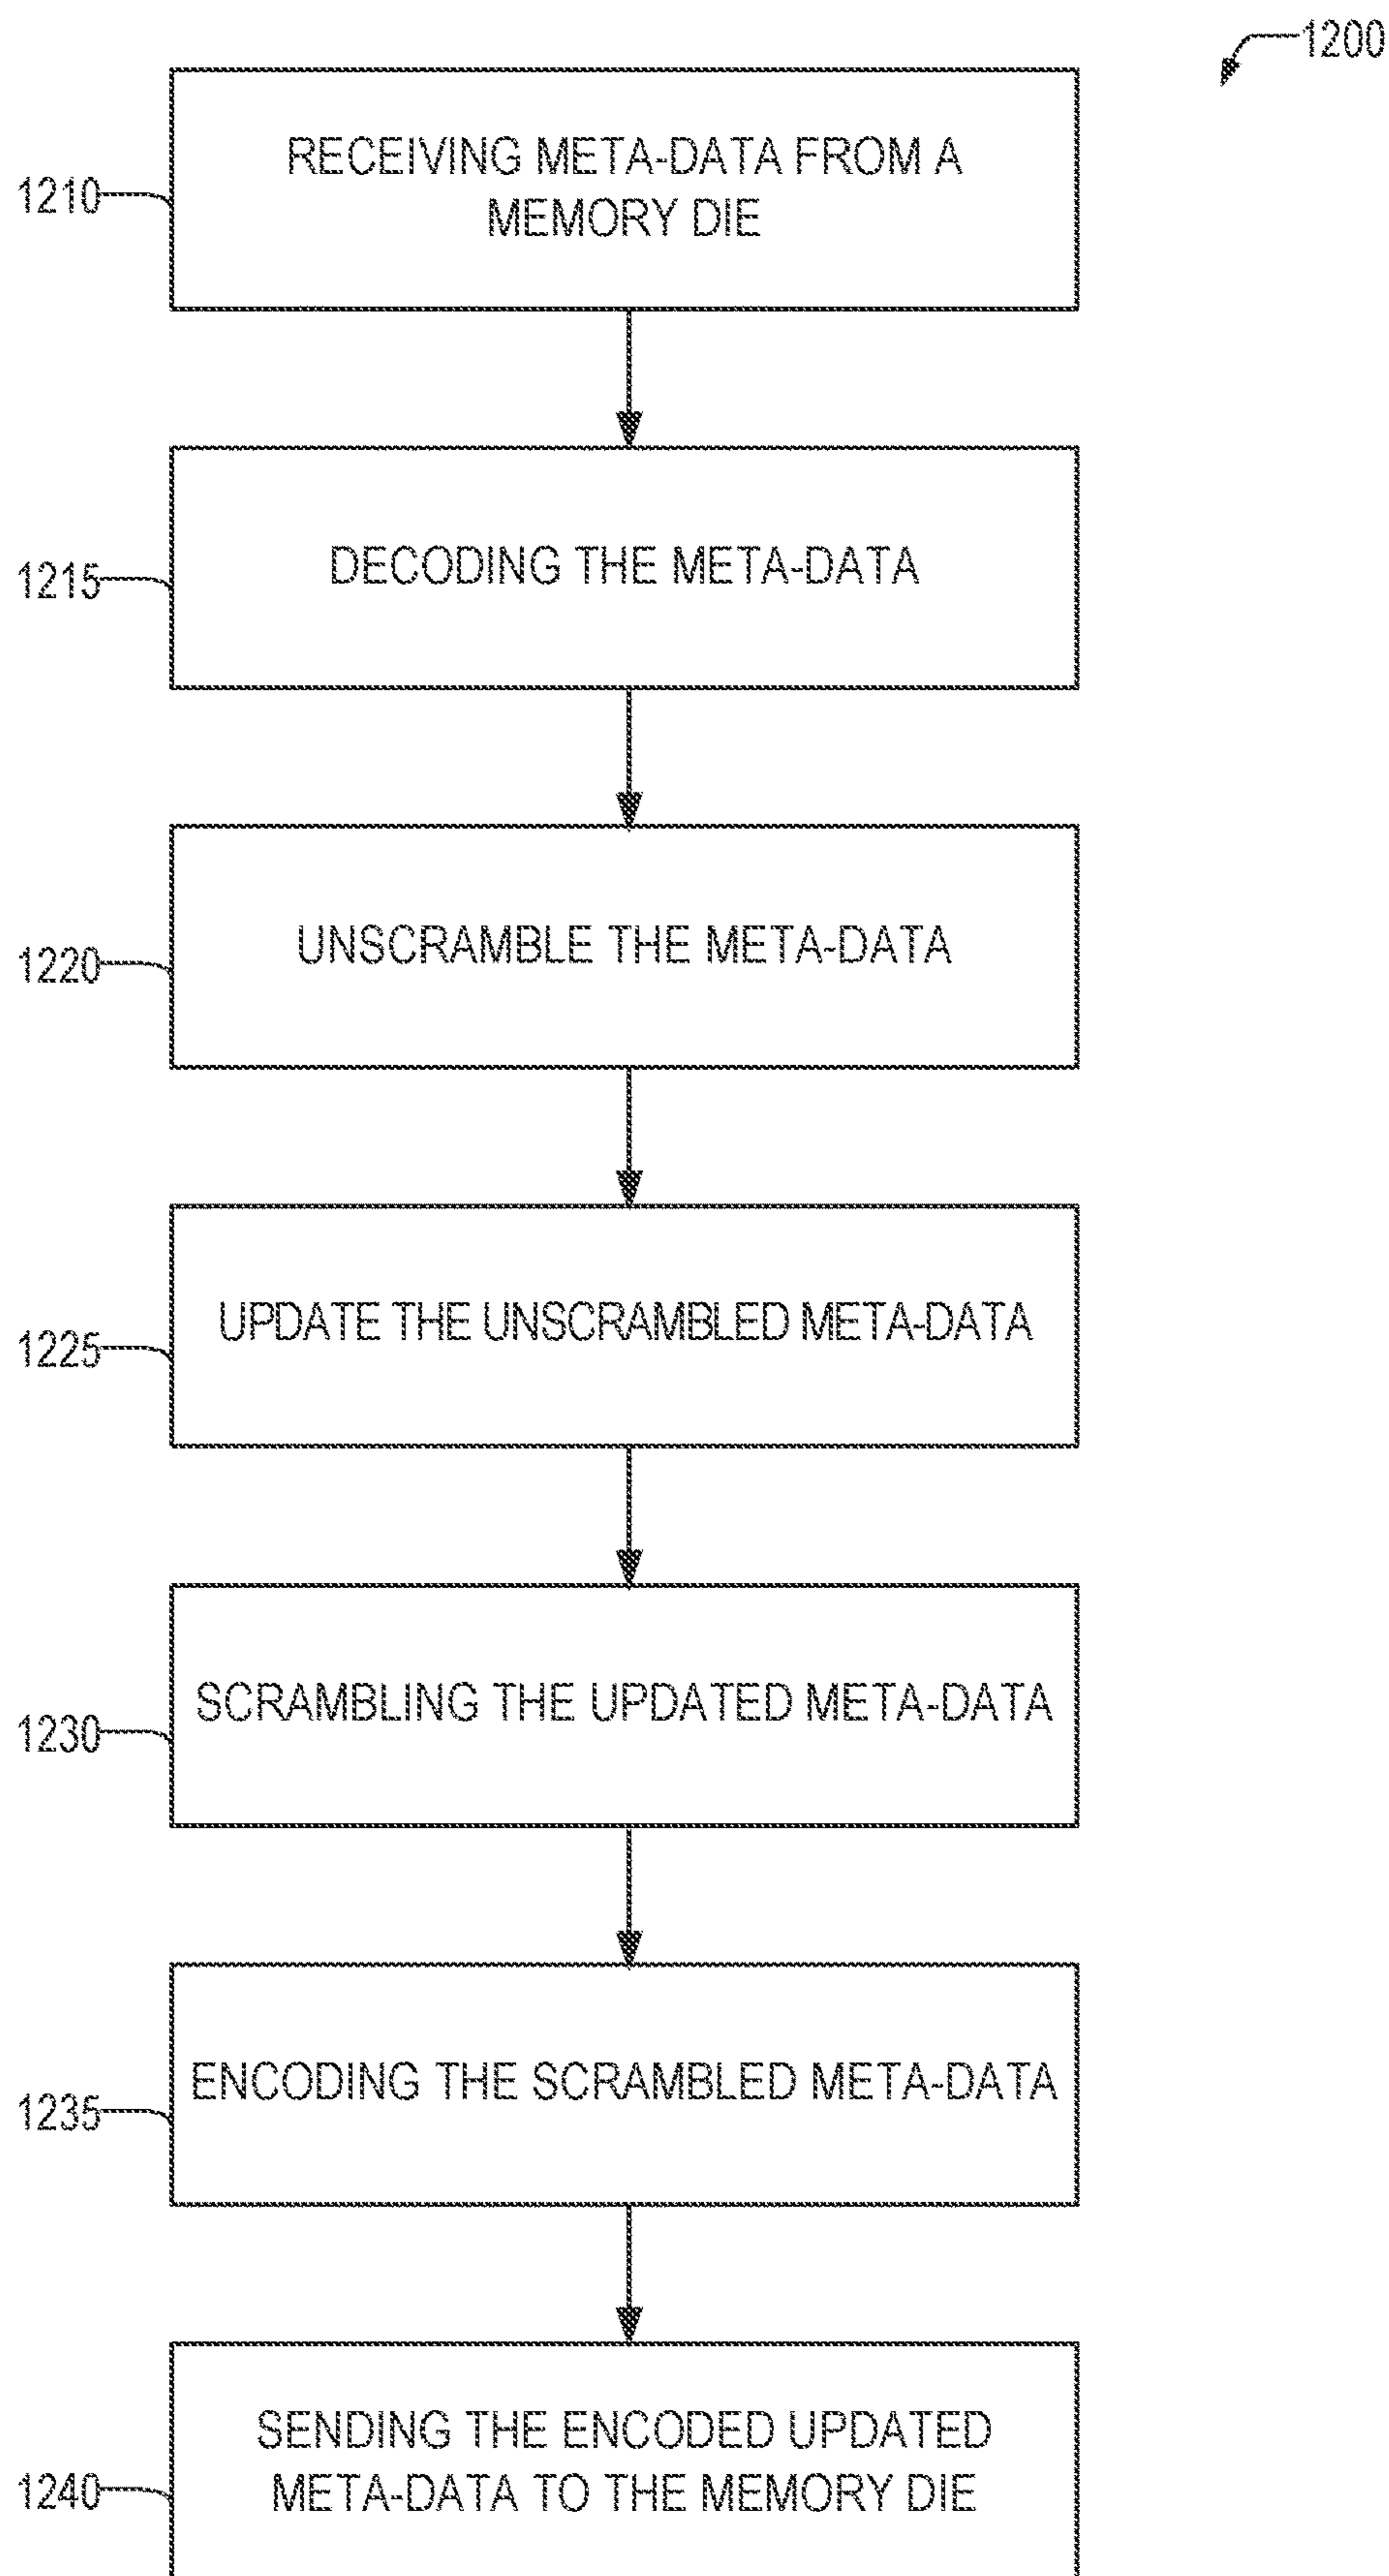 1200
RECEIVING META-DATA FROM A
MEMORY DIE
1210
DECODING THE META-DATA
1215
UNSCRAMBLE THE META-DATA
1220
UPDATE THE UNSCRAMBLED META-DATA
1225
SCRAMBLING THE UPDATED META-DATA
1230
ENCODING THE SCRAMBLED META-DATA
1235
SENDING THE ENCODED UPDATED
META-DATA TO THE MEMORY DIE
1240